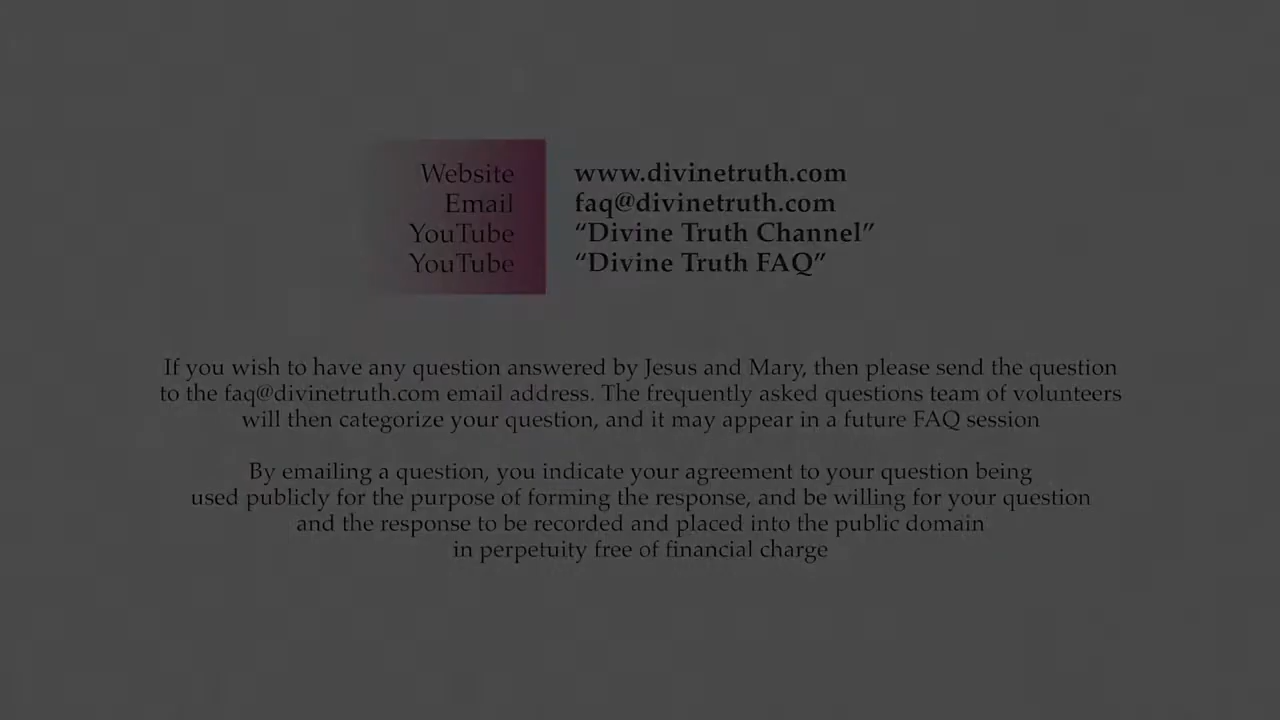 Website www.divinetruth.com
Email faq@divinetruth.com
YouTube “Divine Truth Channel”
YouTube “Divine Truth FAQ”
If you wish to have any question answered by Jesus and Mary, then please send the question
to the faq@divinetruth.com email address. The frequently asked questions team of volunteers
will then categorize your question, and it may appear in a future FAQ session
By emailing a question, you indicate your agreement to your question being
used publicly for the purpose of forming the response, and be willing for your question
and the response to be recorded and placed into the public domain
in perpetuity free of financial charge